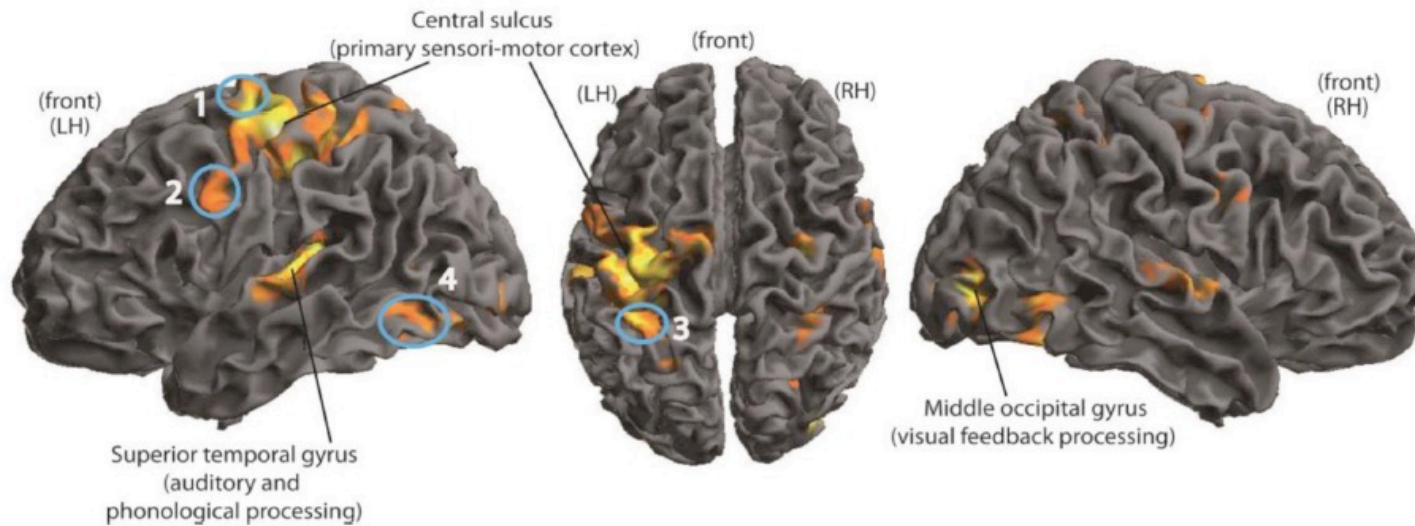 Central sulcus
(primary sensori-motor cortex)
(front)
(front)
(LH)
1
2
4
(LH)
(RH)
3
(front)
(RH)
Superior temporal gyrus
(auditory and
phonological processing)
Middle occipital gyrus
(visual feedback processing)